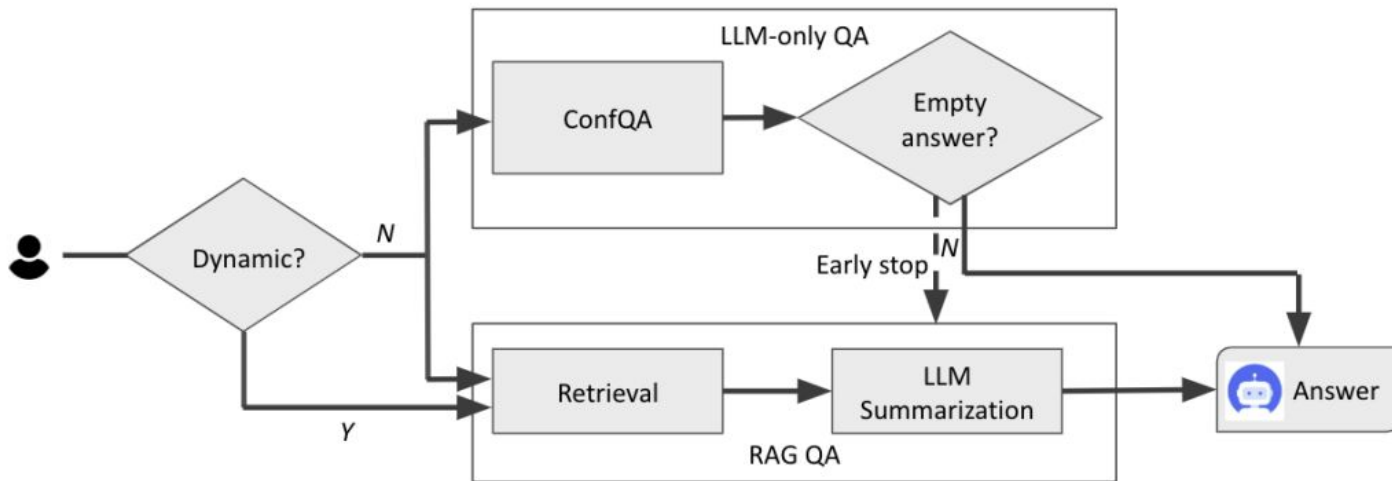 LLM-only QA
ConfQA
Empty
answer?
Dynamic?
N
Y
Early stop
N
Retrieval
LLM
Summarization
RAG QA
Answer